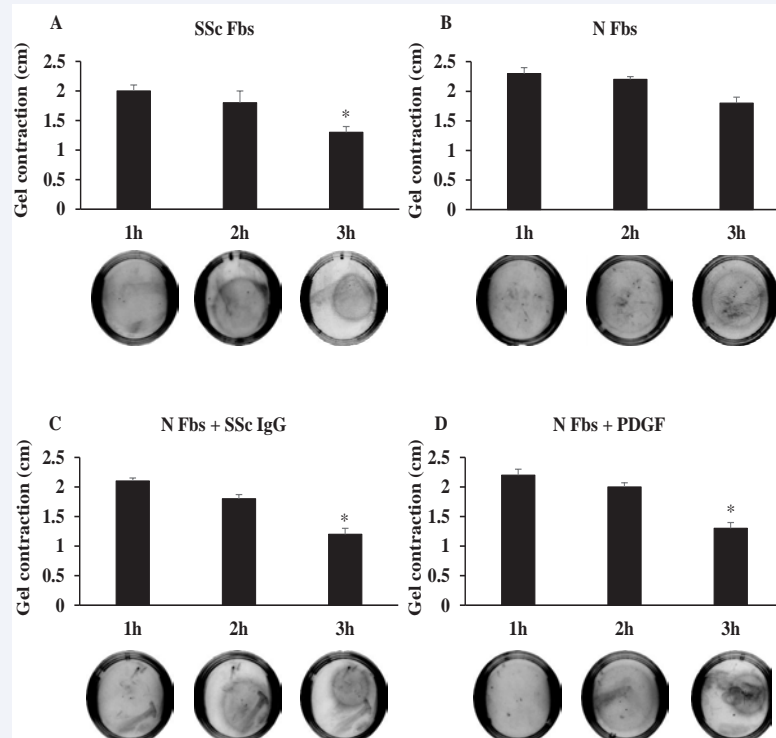 A
SSc Fbs
Gel contraction (cm)
2.5
2
1.5
1
0.5
0
*
1h 2h 3h
B
N Fbs
Gel contraction (cm)
2.5
2
1.5
1
0.5
0
1h 2h 3h
C
N Fbs + SSc IgG
Gel contraction (cm)
2.5
2
1.5
1
0.5
0
*
1h 2h 3h
D
N Fbs + PDGF
Gel contraction (cm)
2.5
2
1.5
1
0.5
0
*
1h 2h 3h